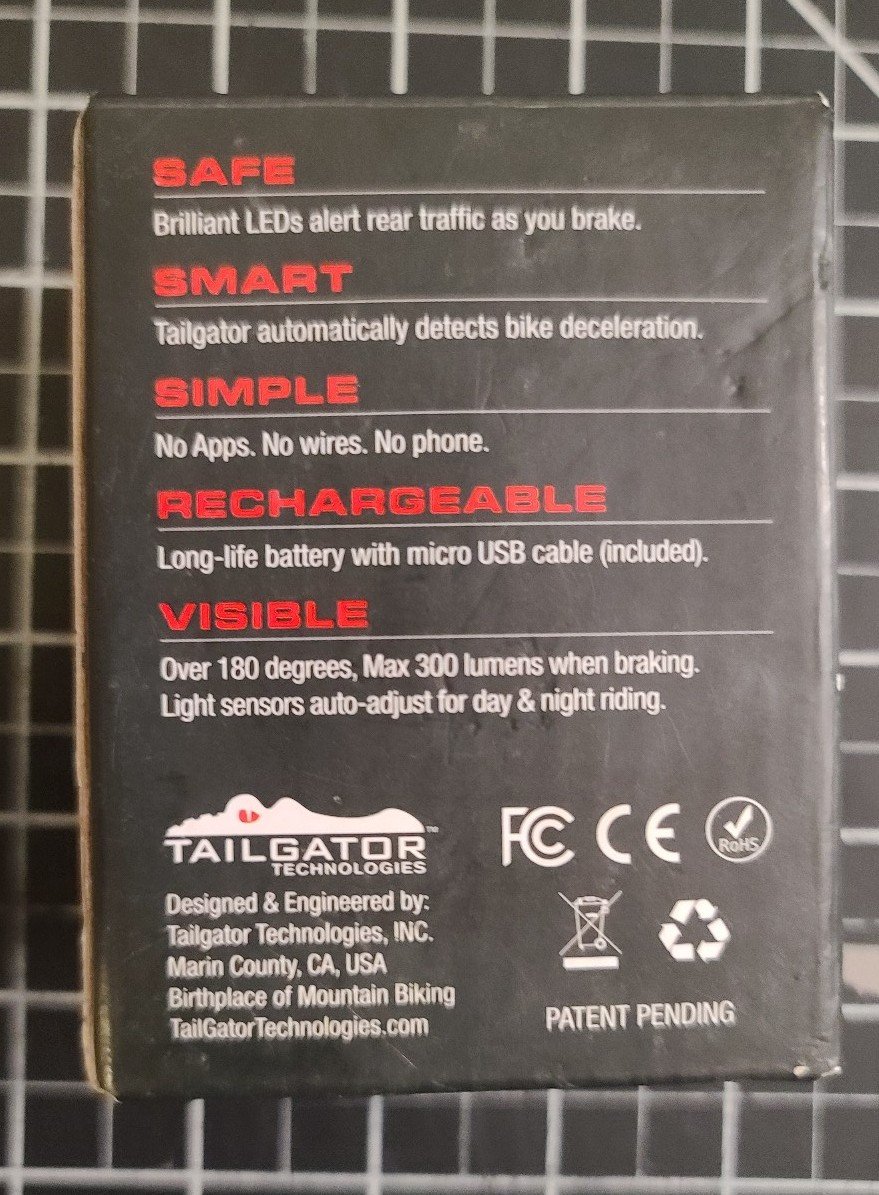 SAFE
Brilliant LEDs alert rear traffic as you brake.
SMART
Tailgator automatically detects bike deceleration.
SIMPLE
No Apps. No wires. No phone.
RECHARGEABLE
Long-life battery with micro USB cable (included).
VISIBLE
Over 180 degrees, Max 300 lumens when braking.
Light sensors auto-adjust for day & night riding.
TAILGATOR™
TECHNOLOGIES
Designed & Engineered by:
Tailgator Technologies, INC.
Marin County, CA, USA
Birthplace of Mountain Biking
TailGatorTechnologies.com
FC CE RoHS
PATENT PENDING